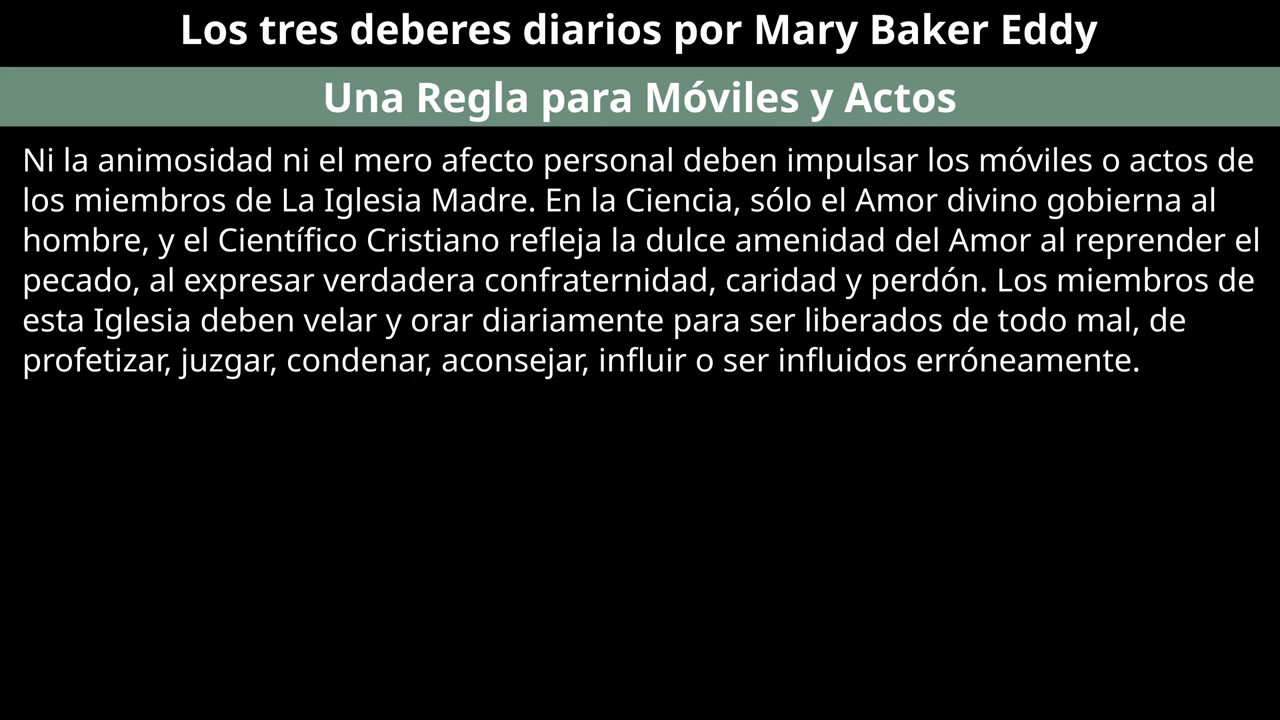 Los tres deberes diarios por Mary Baker Eddy
Una Regla para Móviles y Actos
Ni la animosidad ni el mero afecto personal deben impulsar los móviles o actos de
los miembros de La Iglesia Madre. En la Ciencia, sólo el Amor divino gobierna al
hombre, y el Científico Cristiano refleja la dulce amenidad del Amor al reprender el
pecado, al expresar verdadera confraternidad, caridad y perdón. Los miembros de
esta Iglesia deben velar y orar diariamente para ser liberados de todo mal, de
profetizar, juzgar, condenar, aconsejar, influir o ser influidos erróneamente.